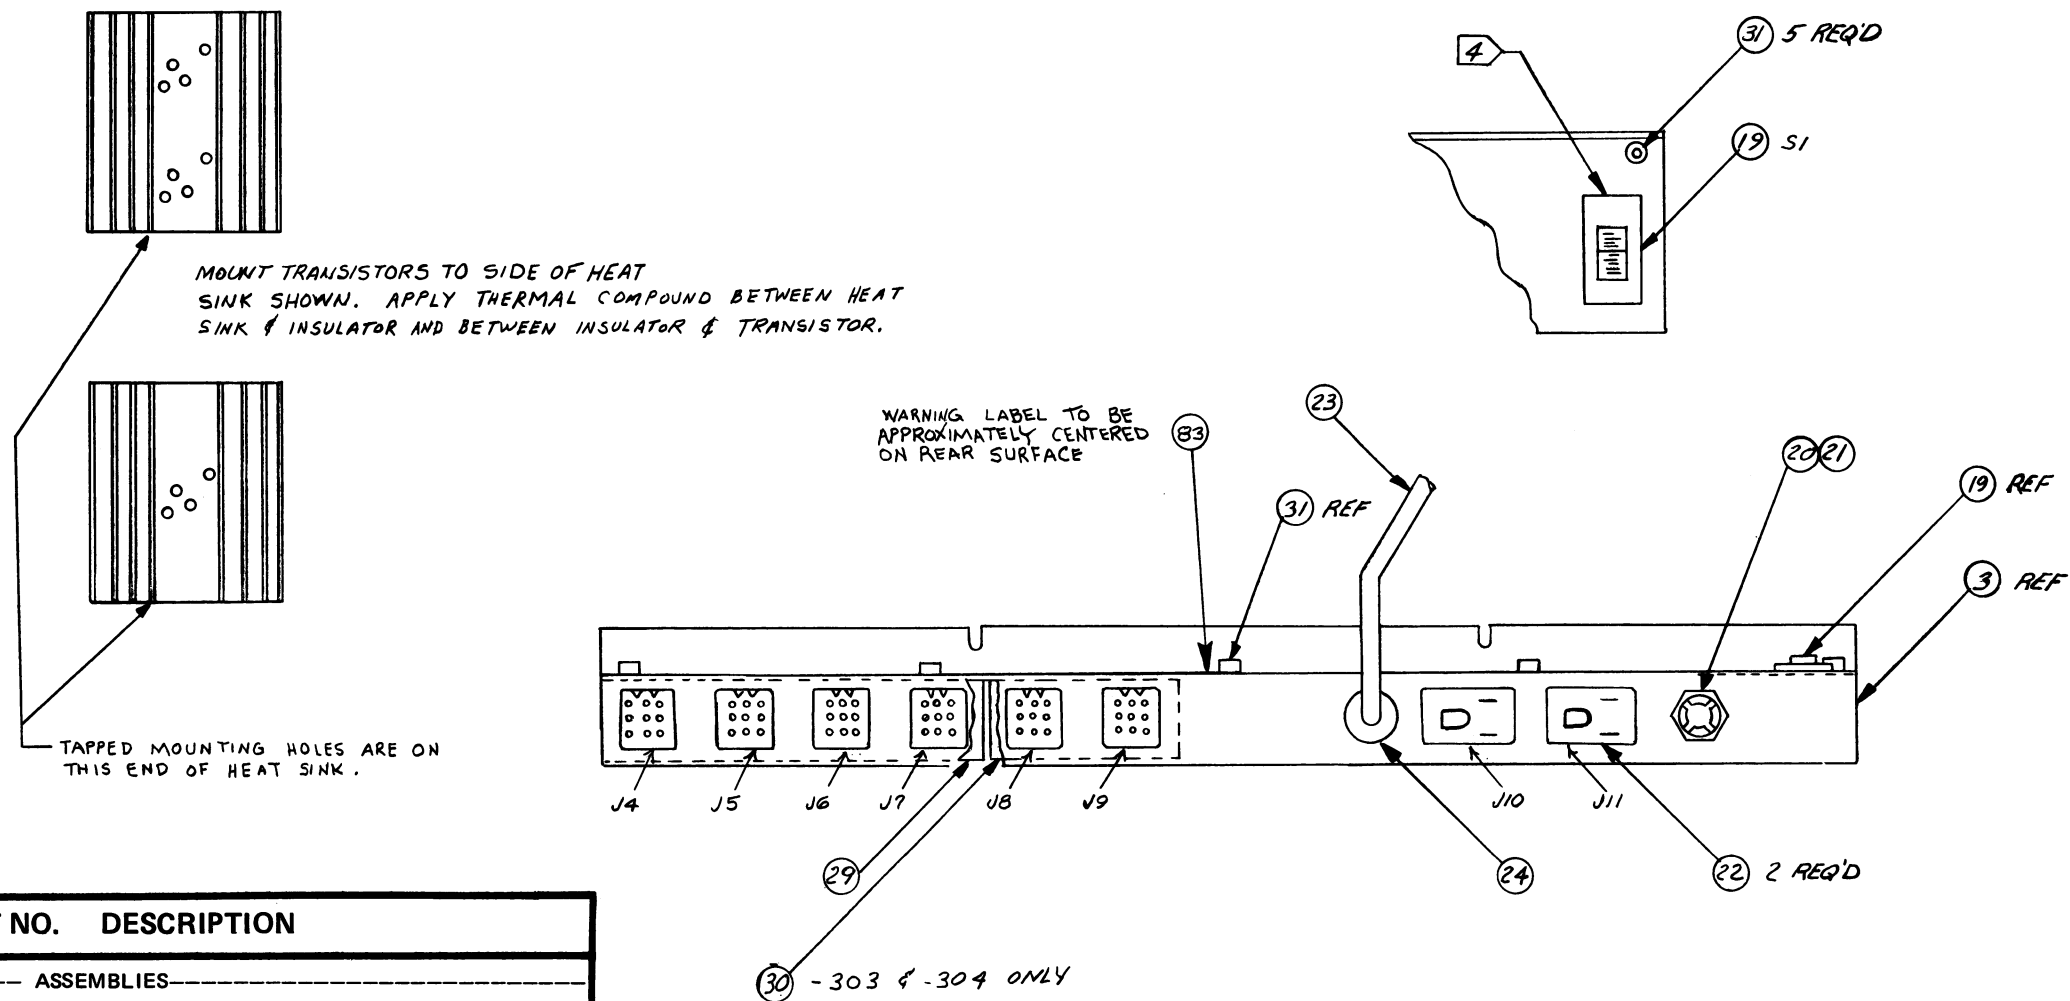 31 5 REQ'D
4
19 S1
MOUNT TRANSISTORS TO SIDE OF HEAT
SINK SHOWN. APPLY THERMAL COMPOUND BETWEEN HEAT
SINK & INSULATOR AND BETWEEN INSULATOR & TRANSISTOR.
WARNING LABEL TO BE
APPROXIMATELY CENTERED
ON REAR SURFACE
83
23
31 REF
20 21
19 REF
3 REF
TAPPED MOUNTING HOLES ARE ON
THIS END OF HEAT SINK.
J4 J5 J6 J7 J8 J9 J10 J11
29
24
22 2 REQ'D
30 -303 & -304 ONLY
NO. DESCRIPTION
ASSEMBLIES